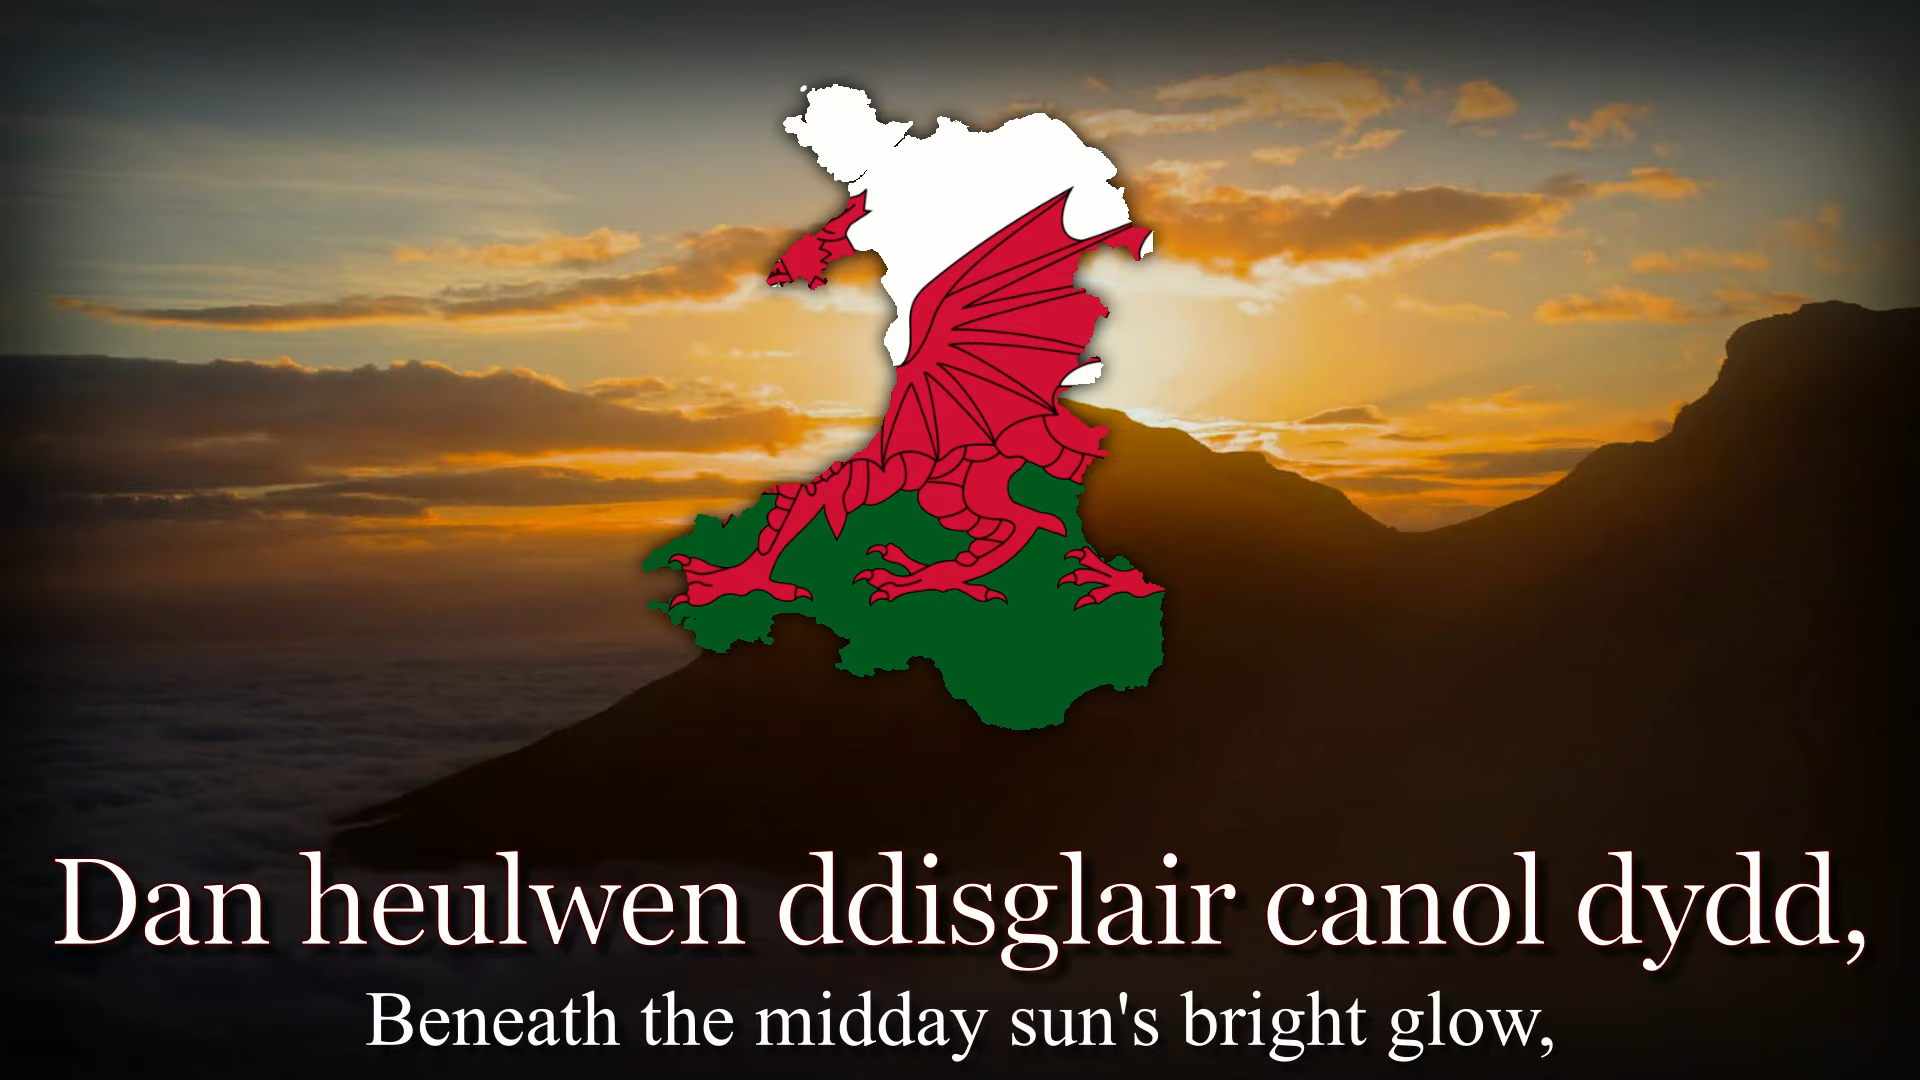 Dan heulwen ddisglair canol dydd,
Beneath the midday sun's bright glow,